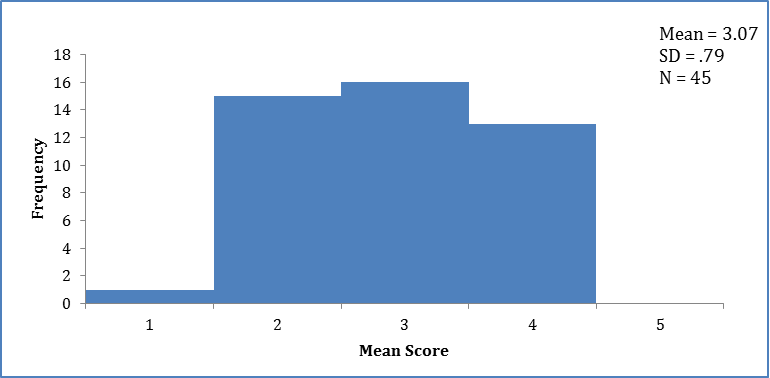 Mean = 3.07
SD = .79
N = 45
18
16
14
12
10
8
6
4
2
0
Frequency
1 2 3 4 5
Mean Score